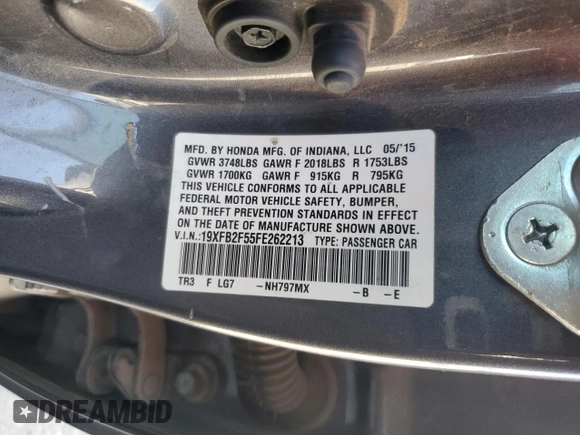 MFD. BY HONDA MFG. OF INDIANA, LLC 05/'15
GVWR 3748LBS GAWR F 2018LBS R 1753LBS
GVWR 1700KG GAWR F 915KG R 795KG
THIS VEHICLE CONFORMS TO ALL APPLICABLE
FEDERAL MOTOR VEHICLE SAFETY, BUMPER,
AND THEFT PREVENTION STANDARDS IN EFFECT
ON THE DATE OF MANUFACTURE SHOWN ABOVE.
V.I.N.:19XFB2F55FE262213 TYPE: PASSENGER CAR
TR3 F LG7 -NH797MX -B -E
DREAMBID